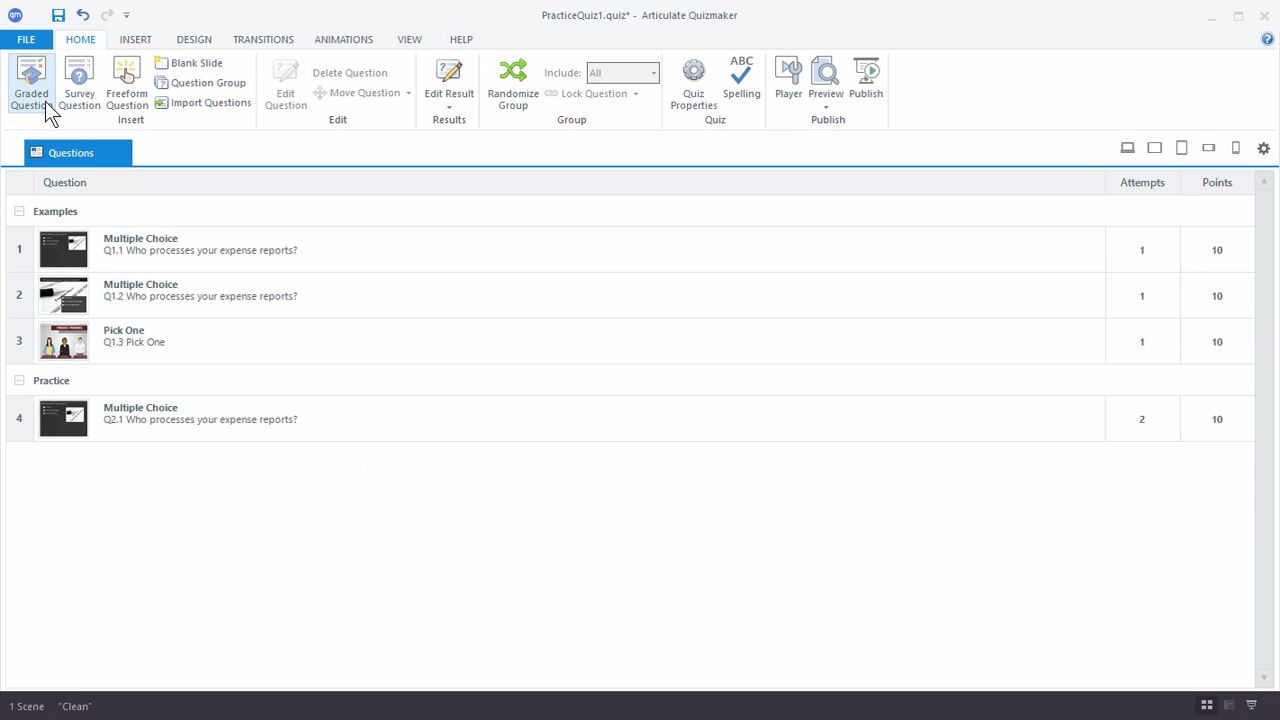 qm
PracticeQuiz1.quiz* - Articulate Quizmaker
FILE HOME INSERT DESIGN TRANSITIONS ANIMATIONS VIEW HELP
Graded Question
Survey Question
Freeform Question
Blank Slide
Question Group
Import Questions
Insert
Edit Question
Delete Question
Move Question
Edit
Edit Result
Results
Randomize Group
Include: All
Lock Question
Group
Quiz Properties
ABC
Spelling
Quiz
Player
Preview
Publish
Publish
Questions
Question Attempts Points
Examples
1 Multiple Choice 1 10
Q1.1 Who processes your expense reports?
2 Multiple Choice 1 10
Q1.2 Who processes your expense reports?
3 Pick One 1 10
Q1.3 Pick One
Practice
4 Multiple Choice 2 10
Q2.1 Who processes your expense reports?
1 Scene "Clean"